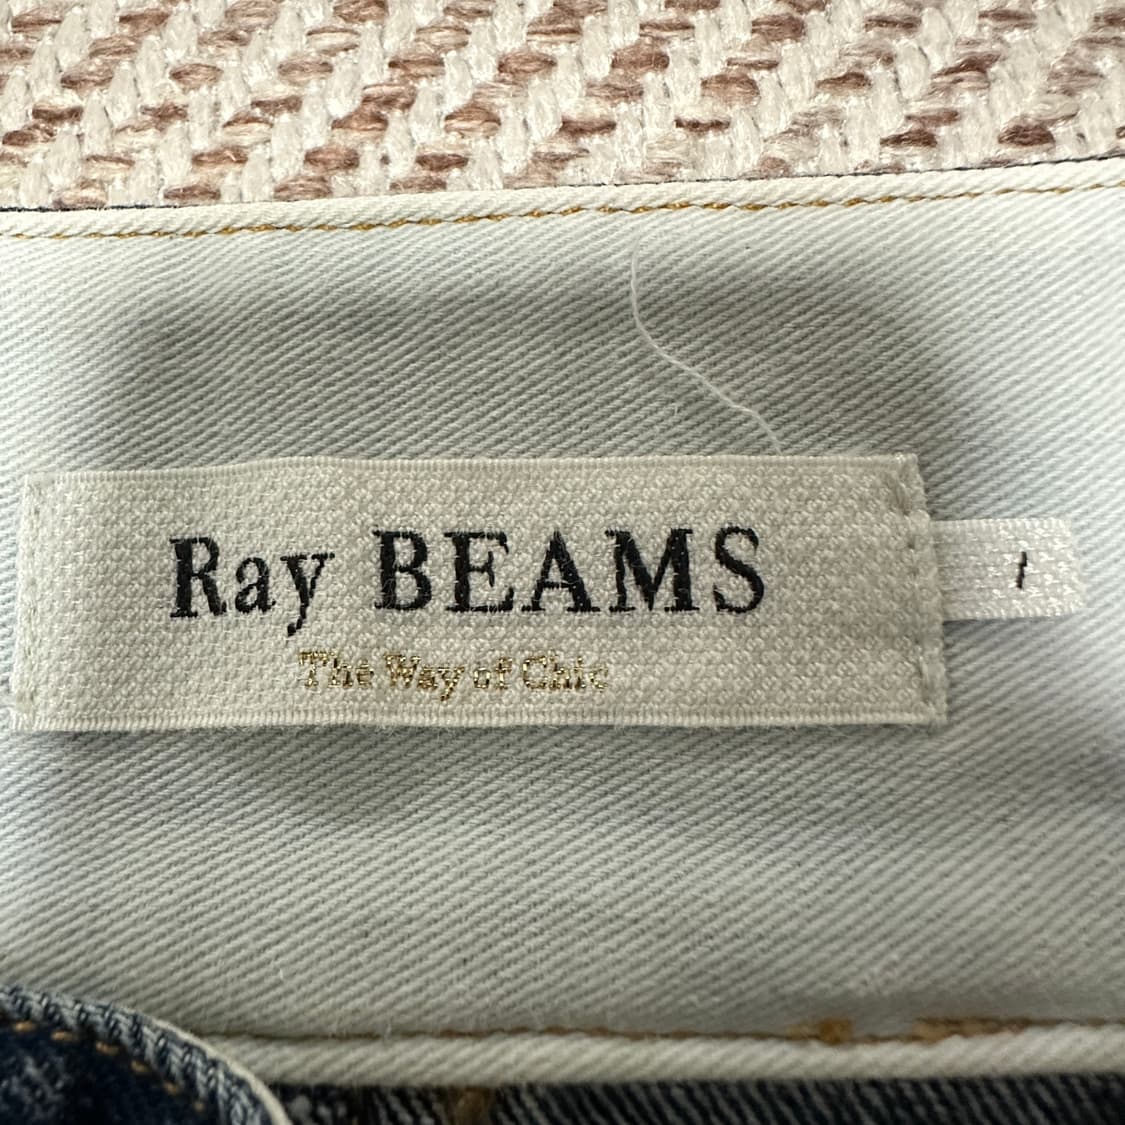 Ray BEAMS
The Way of Chic
1